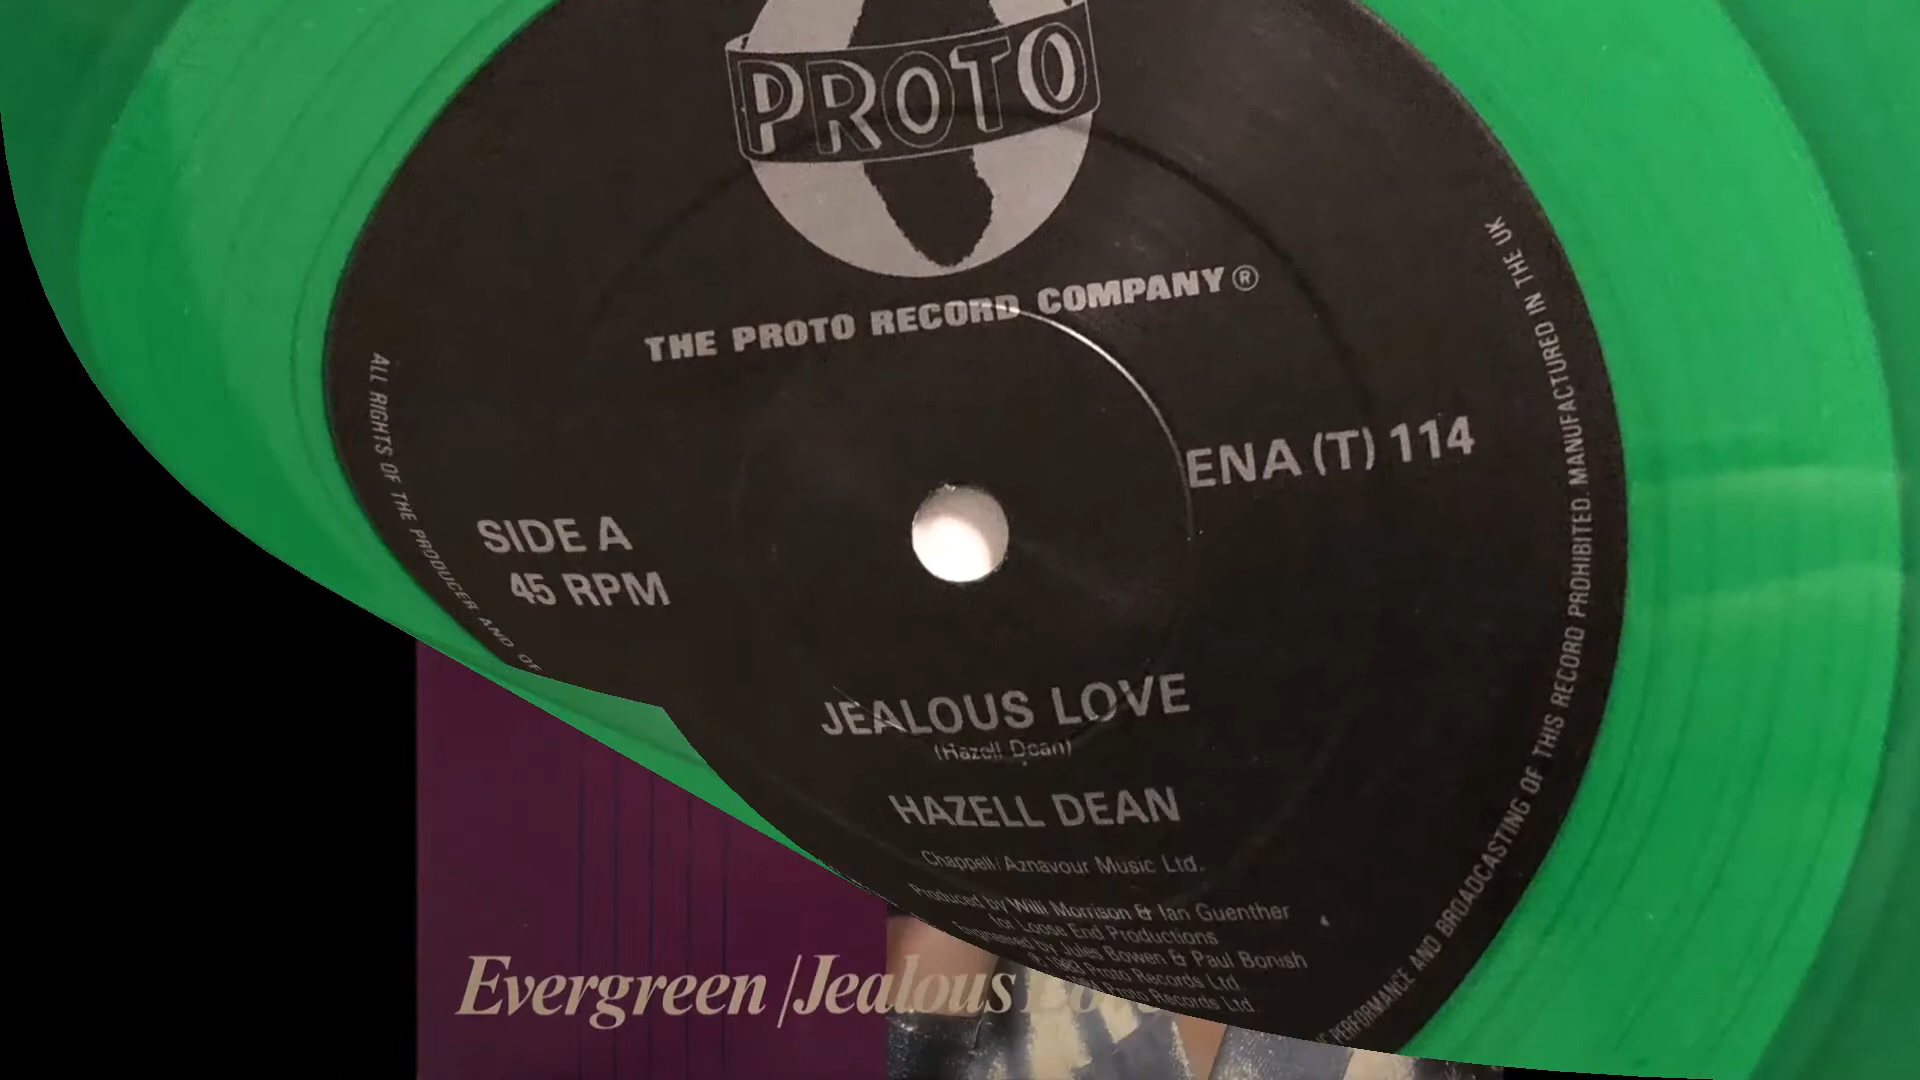 PROTO
THE PROTO RECORD COMPANY ®
ENA (T) 114
SIDE A
45 RPM
JEALOUS LOVE
(Hazell Dean)
HAZELL DEAN
Chappell/Aznavour Music Ltd.
Produced by Willi Morrison & Ian Guenther
for Loose End Productions
Engineered by Jules Bowen & Paul Bonish
℗ 1983 Proto Records Ltd
Proto Records Ltd.
ALL RIGHTS OF THE PRODUCER AND OF
PERFORMANCE AND BROADCASTING OF THIS RECORD PROHIBITED. MANUFACTURED IN THE UK
Evergreen / Jealous